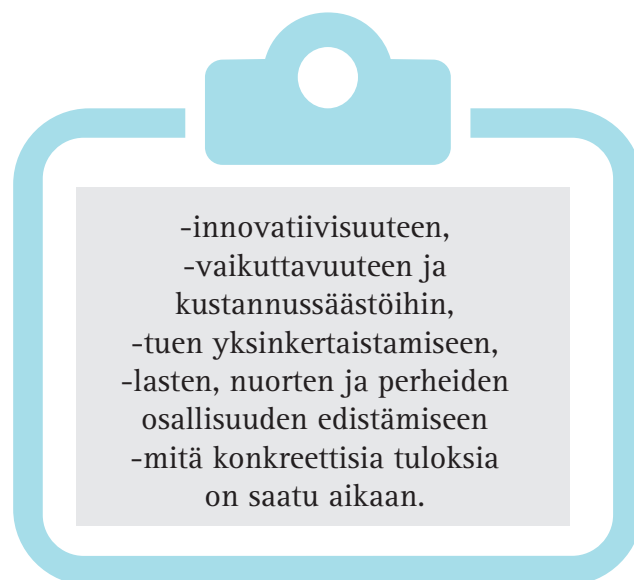 -innovatiivisuuteen,
-vaikuttavuuteen ja
kustannussäästöihin,
-tuen yksinkertaistamiseen,
-lasten, nuorten ja perheiden
osallisuuden edistämiseen
-mitä konkreettisia tuloksia
on saatu aikaan.